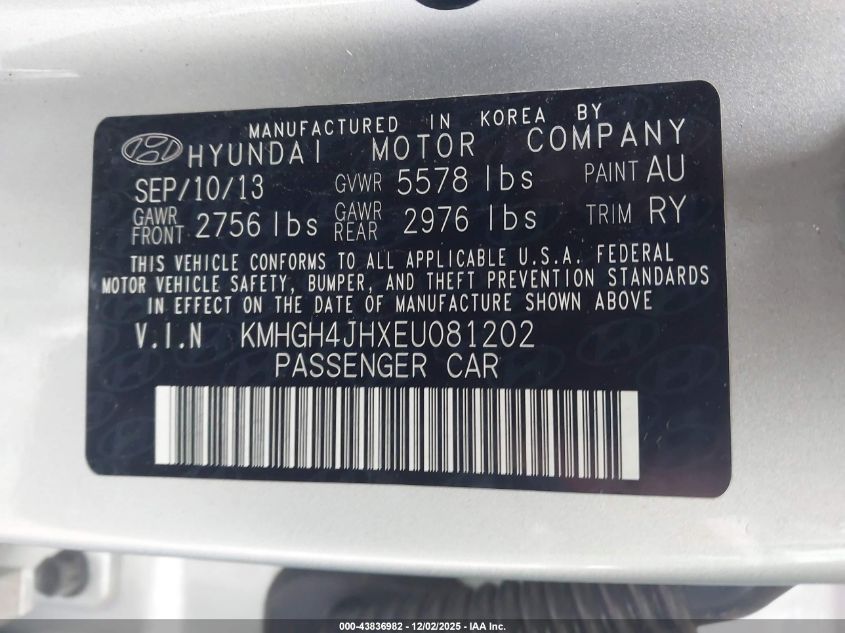 MANUFACTURED IN KOREA BY
HYUNDAI MOTOR COMPANY
SEP/10/13 GVWR 5578 lbs PAINT AU
GAWR FRONT 2756 lbs GAWR REAR 2976 lbs TRIM RY
THIS VEHICLE CONFORMS TO ALL APPLICABLE U.S.A. FEDERAL
MOTOR VEHICLE SAFETY, BUMPER, AND THEFT PREVENTION STANDARDS
IN EFFECT ON THE DATE OF MANUFACTURE SHOWN ABOVE
V.I.N KMHGH4JHXEU081202
PASSENGER CAR
000-43836982 - 12/02/2025 - IAA Inc.